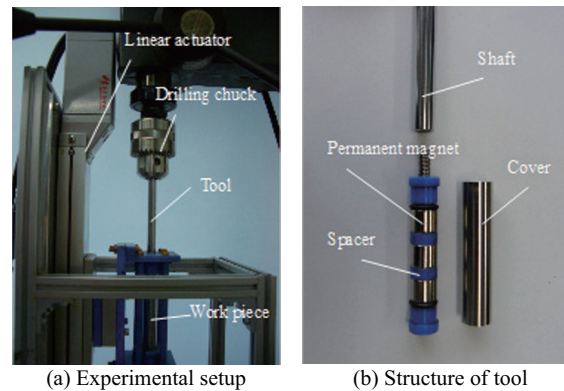 Linear actuator
Drilling chuck
Tool
Work piece
(a) Experimental setup
Shaft
Permanent magnet
Cover
Spacer
(b) Structure of tool